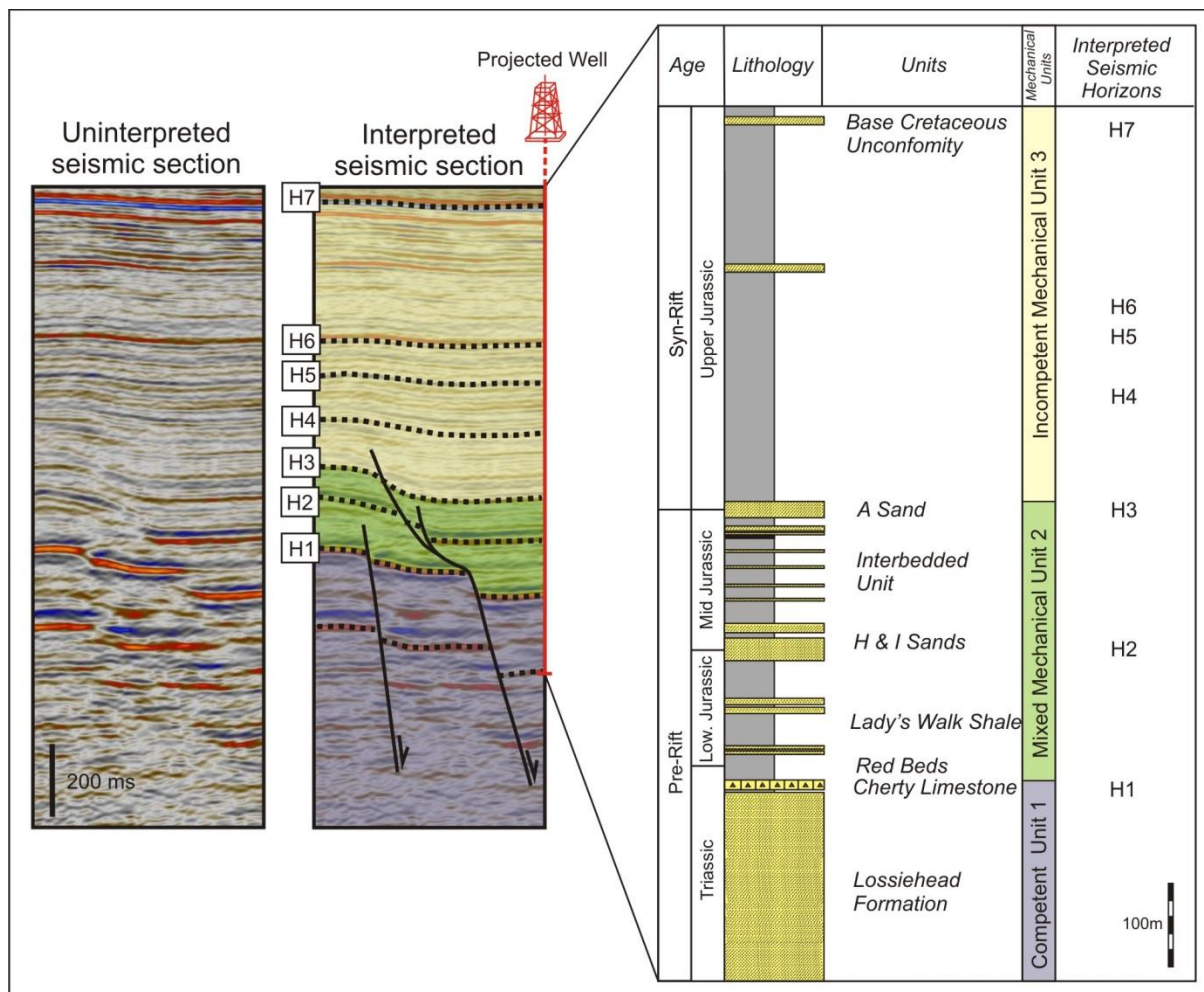 Projected Well
Uninterpreted
seismic section
Interpreted
seismic section
H7
H6
H5
H4
H3
H2
H1
200 ms
Age
Lithology
Units
Mechanical
Units
Interpreted
Seismic
Horizons
Syn-Rift
Pre-Rift
Upper Jurassic
Mid Jurassic
Low. Jurassic
Triassic
Base Cretaceous
Unconfomity
A Sand
Interbedded
Unit
H & I Sands
Lady's Walk Shale
Red Beds
Cherty Limestone
Lossiehead
Formation
Incompetent Mechanical Unit 3
Mixed Mechanical Unit 2
Competent Unit 1
H7
H6
H5
H4
H3
H2
H1
100m